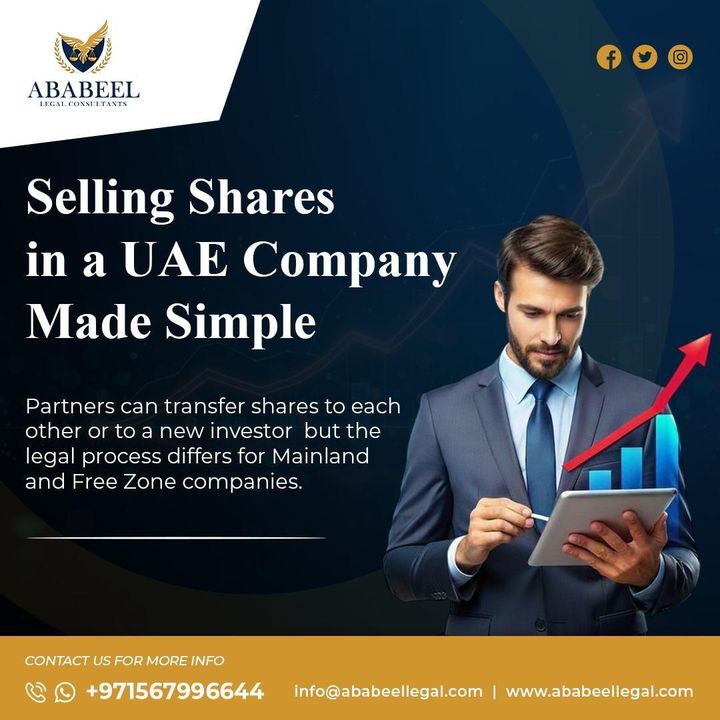 ABABEEL
LEGAL CONSULTANTS
Selling Shares
in a UAE Company
Made Simple
Partners can transfer shares to each
other or to a new investor but the
legal process differs for Mainland
and Free Zone companies.
CONTACT US FOR MORE INFO
+971567996644
info@ababeellegal.com | www.ababeellegal.com